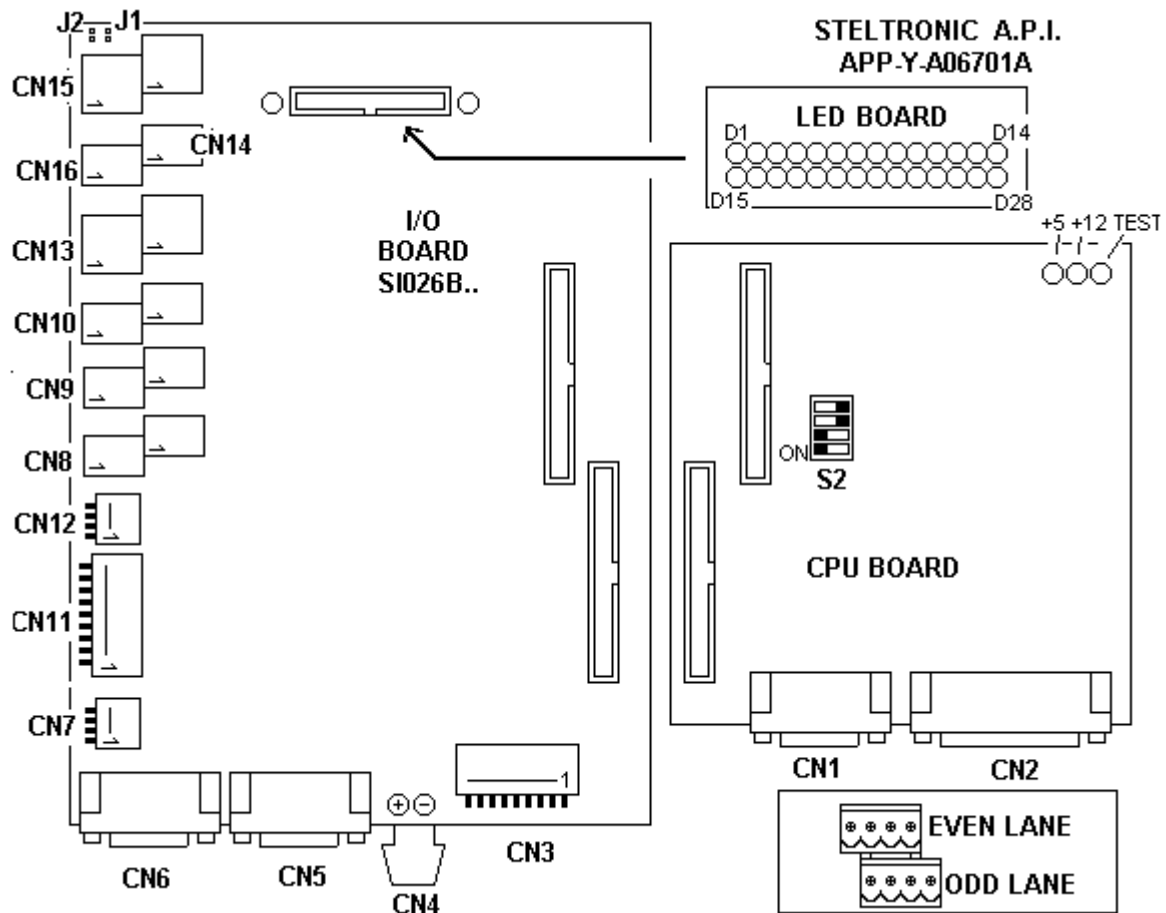 J2 J1
STELTRONIC A.P.I.
APP-Y-A06701A
CN15
LED BOARD
D1 D14
D15 D28
CN14
CN16
I/O
BOARD
SI026B..
+5 +12 TEST
CN13
CN10
CN9
CN8
ON
S2
CN12
CPU BOARD
CN11
CN7
1
CN1 CN2
CN3
EVEN LANE
CN6 CN5
CN4
ODD LANE